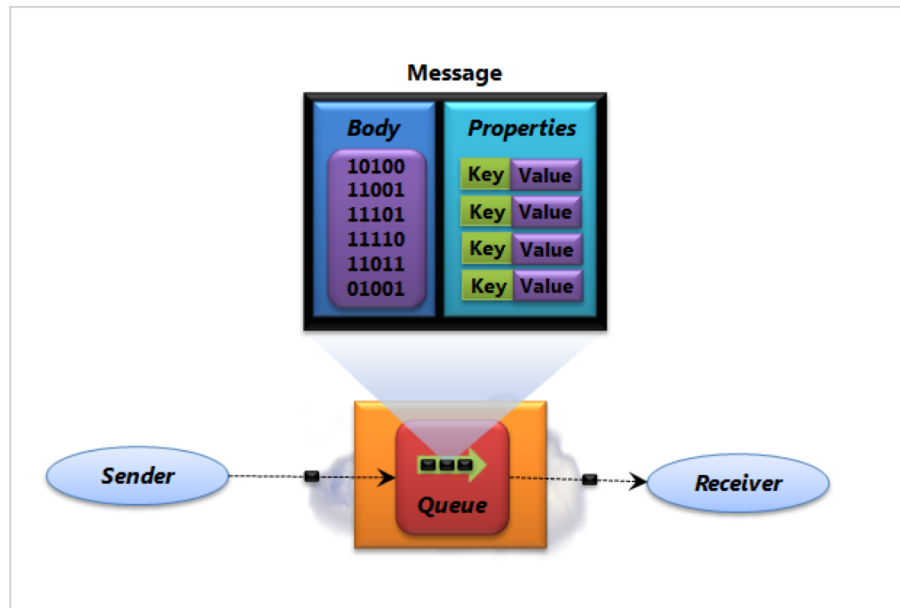 Message
Body
Properties
10100
11001
11101
11110
11011
01001
Key Value
Key Value
Key Value
Key Value
Sender
Queue
Receiver